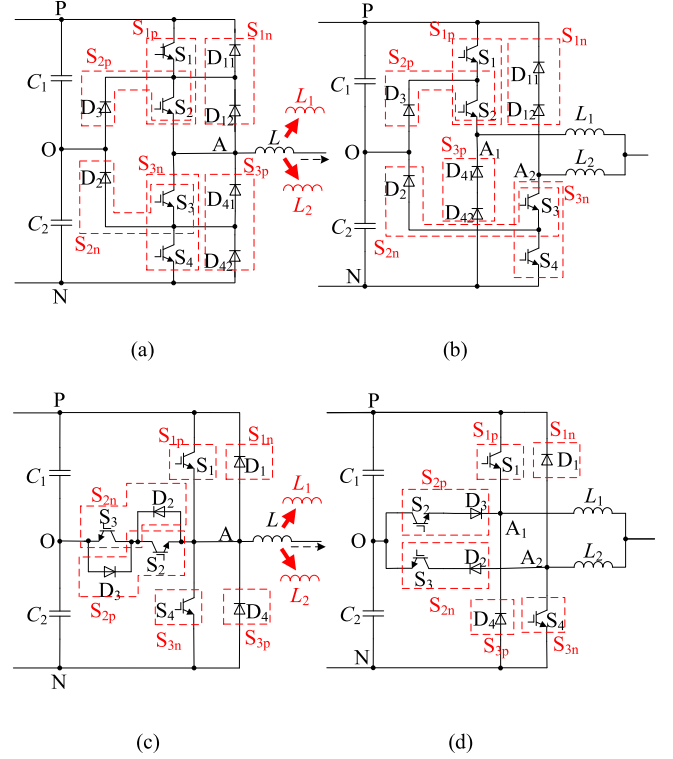 P
S1p
S1n
S1
D11
S2p
C1
D3
S2
D12
L1
O
A
L
S3n
S3p
D2
D41
L2
S3
C2
S2n
S4
D42
N
(a)
P
S1p
S1n
S1
S2p
D11
C1
D3
S2
D12
L1
S3p
O
A1
L2
D41
A2
D2
S3n
S3
D42
C2
S2n
S4
N
(b)
P
S1p
S1n
S1
D1
C1
S2n
D2
L1
S3
L
O
A
S2
D3
L2
S2p
C2
S4
D4
S3n
S3p
N
(c)
P
S1p
S1n
S1
D1
S2p
C1
S2
D3
L1
A1
O
L2
D2
A2
S3
S2n
C2
D4
S4
S3p
S3n
N
(d)